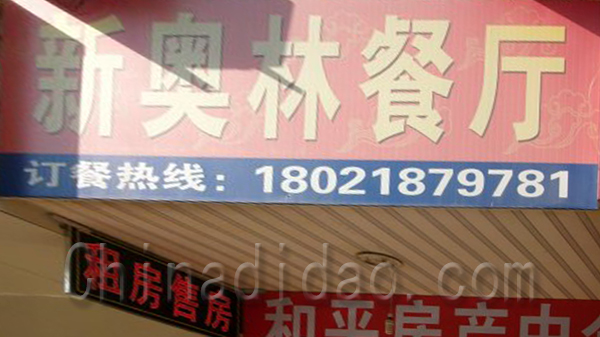 新奥林餐厅
订餐热线：18021879781
租房售房
和平房产中介
Chinadidao.com